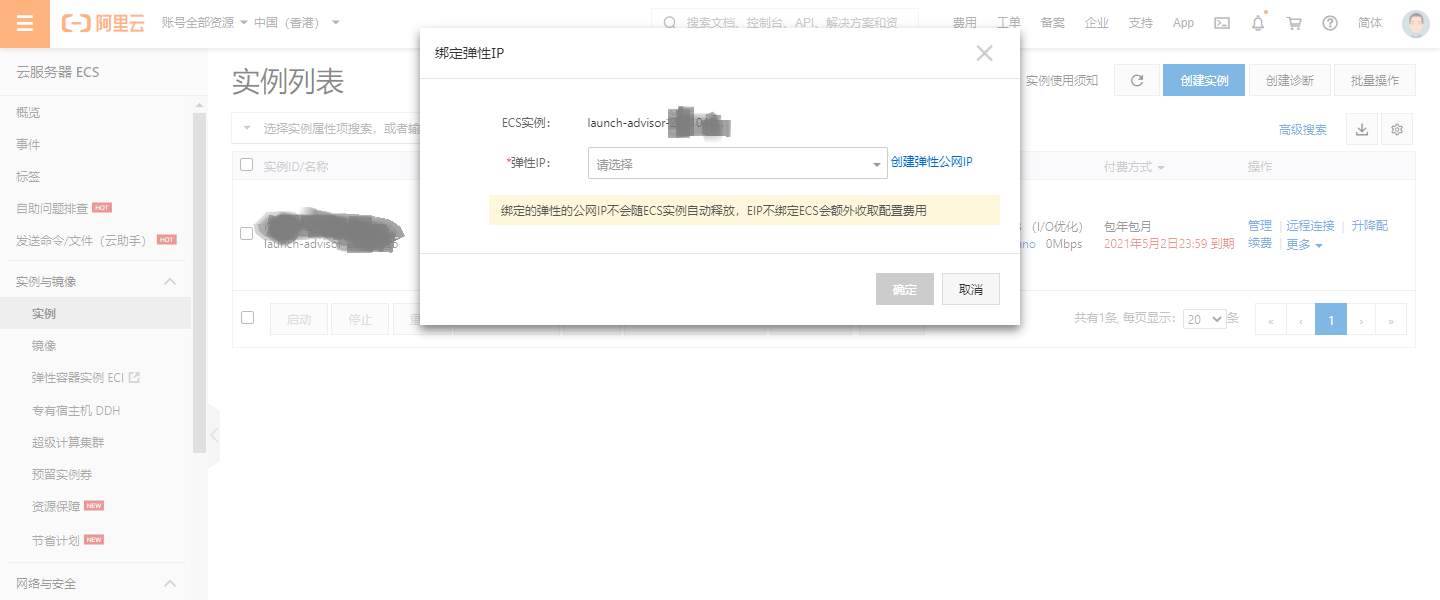 阿里云 账号全部资源 中国（香港） 搜索文档、控制台、API、解决方案和资 费用 工单 备案 企业 支持 App 简体
云服务器 ECS
概览
事件
标签
自助问题排查 HOT
发送命令/文件（云助手） HOT
实例与镜像
实例
镜像
弹性容器实例 ECI
专有宿主机 DDH
超级计算集群
预留实例券
资源保障 NEW
节省计划 NEW
网络与安全
实例列表
实例使用须知 创建实例 创建诊断 批量操作
选择实例属性项搜索，或者输
高级搜索
实例ID/名称 付费方式 操作
launch-advisor-
（I/O优化） 包年包月 管理 远程连接 升降配
0Mbps 2021年5月2日23:59 到期 续费 更多
启动 停止
共有1条, 每页显示： 20 条 « ‹ 1 › »
绑定弹性IP
ECS实例： launch-advisor-
*弹性IP： 请选择 创建弹性公网IP
绑定的弹性的公网IP不会随ECS实例自动释放，EIP不绑定ECS会额外收取配置费用
确定 取消